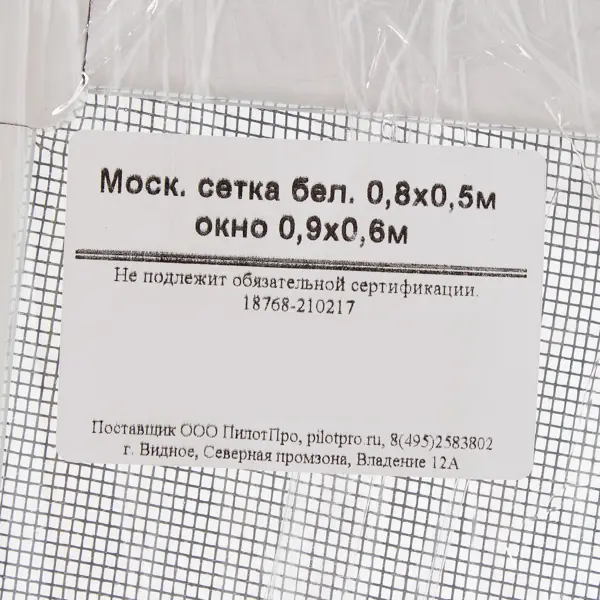 Моск. сетка бел. 0,8х0,5м
окно 0,9х0,6м
Не подлежит обязательной сертификации.
18768-210217
Поставщик ООО ПилотПро, pilotpro.ru, 8(495)2583802
г. Видное, Северная промзона, Владение 12А